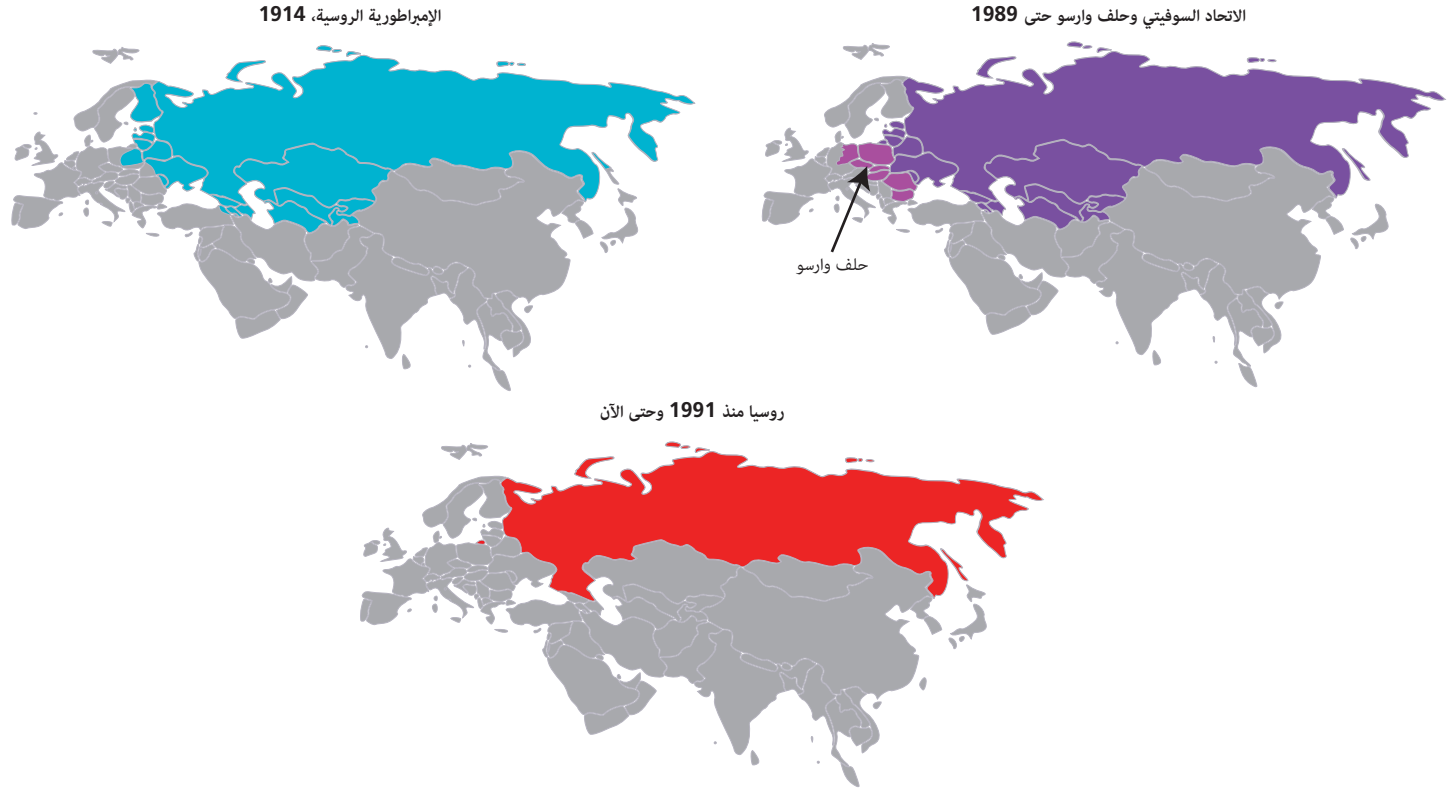 الإمبراطورية الروسية، 1914
الاتحاد السوفيتي وحلف وارسو حتى 1989
حلف وارسو
روسيا منذ 1991 وحتى الآن